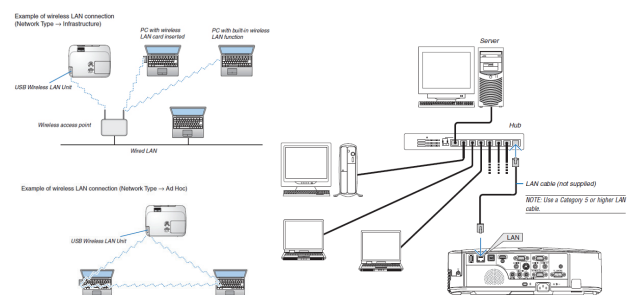 Example of wireless LAN connection
(Network Type → Infrastructure)
PC with wireless
LAN card inserted
PC with built-in wireless
LAN function
USB Wireless LAN Unit
Wireless access point
Wired LAN
Example of wireless LAN connection (Network Type → Ad Hoc)
USB Wireless LAN Unit
Server
Hub
LAN cable (not supplied)
NOTE: Use a Category 5 or higher LAN
cable.
LAN